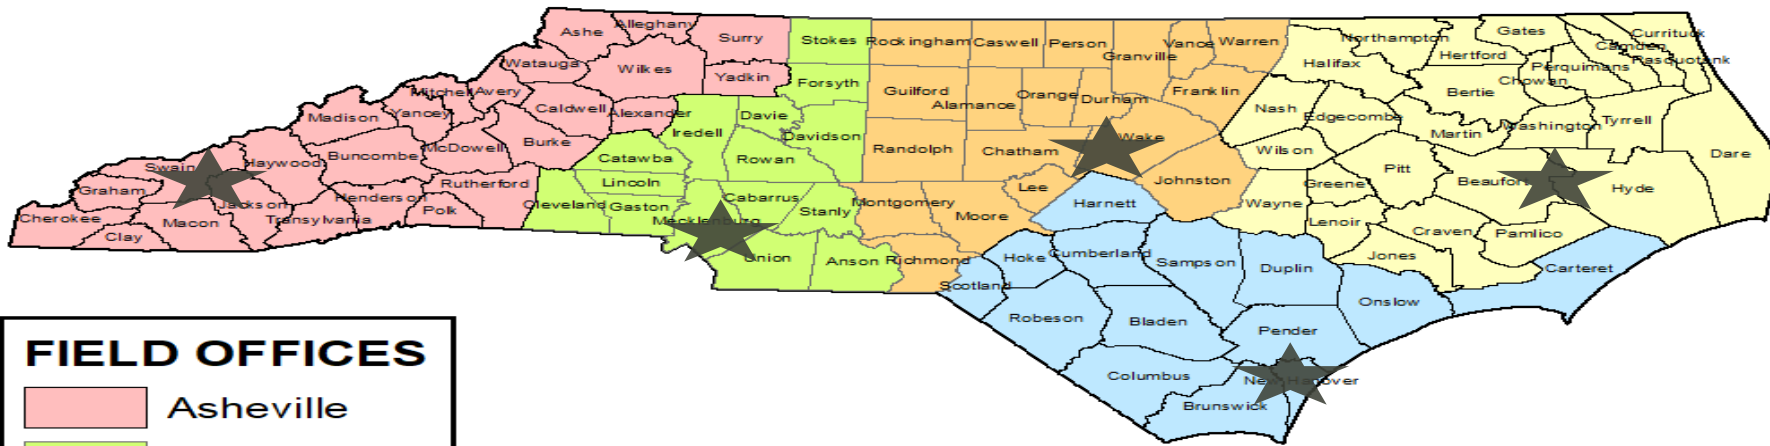 Ashe
Alleghany
Surry
Stokes
Rockingham
Caswell
Person
Granville
Vance
Warren
Northampton
Gates
Currituck
Camden
Pasquotank
Watauga
Wilkes
Yadkin
Forsyth
Guilford
Alamance
Orange
Durham
Franklin
Halifax
Hertford
Perquimans
Chowan
Bertie
Mitchell
Avery
Madison
Yancey
Caldwell
Alexander
Iredell
Davie
Davidson
Nash
Edgecombe
Martin
Washington
Tyrrell
Dare
Swain
Haywood
Buncombe
McDowell
Burke
Catawba
Rowan
Randolph
Chatham
Wake
Wilson
Pitt
Beaufort
Hyde
Graham
Jackson
Henderson
Rutherford
Lincoln
Cabarrus
Lee
Johnston
Greene
Cherokee
Macon
Transylvania
Polk
Cleveland
Gaston
Mecklenburg
Stanly
Montgomery
Moore
Harnett
Wayne
Lenoir
Craven
Pamlico
Clay
Union
Anson
Richmond
Hoke
Cumberland
Sampson
Duplin
Jones
Carteret
Scotland
Onslow
Robeson
Bladen
Pender
Columbus
New Hanover
Brunswick
FIELD OFFICES
Asheville